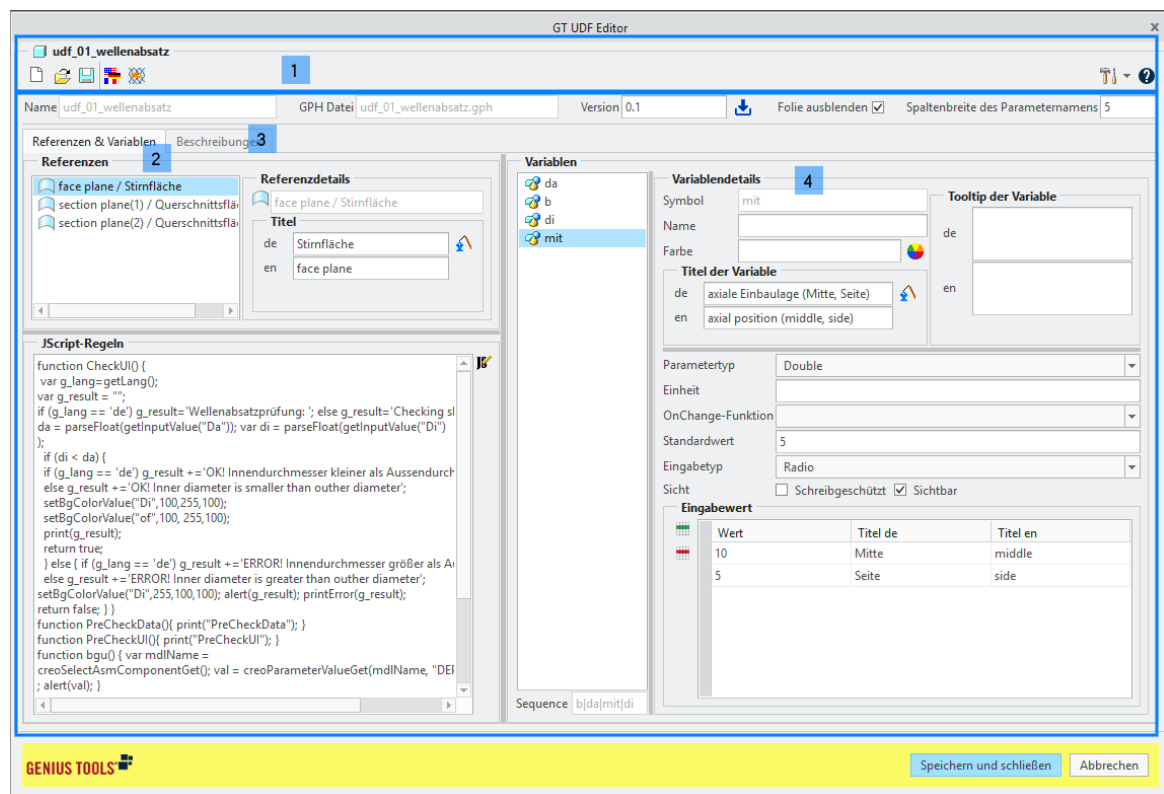 GT UDF Editor
udf_01_wellenabsatz
1
Name udf_01_wellenabsatz GPH Datei udf_01_wellenabsatz.gph Version 0.1 Folie ausblenden Spaltenbreite des Parameternamens 5
Referenzen & Variablen Beschreibungen 3
2
Referenzen
face plane / Stirnfläche
section plane(1) / Querschnittsflä
section plane(2) / Querschnittsflä
Referenzdetails
face plane / Stirnfläche
Titel
de Stirnfläche
en face plane
JScript-Regeln
function CheckUI() {
var g_lang=getLang();
var g_result = "";
if (g_lang == 'de') g_result='Wellenabsatzprüfung: '; else g_result='Checking sl
da = parseFloat(getInputValue("Da")); var di = parseFloat(getInputValue("Di")
);
if (di < da) {
if (g_lang == 'de') g_result +='OK! Innendurchmesser kleiner als Aussendurch
else g_result +='OK! Inner diameter is smaller than outher diameter';
setBgColorValue("Di",100,255,100);
setBgColorValue("of",100, 255,100);
print(g_result);
return true;
} else { if (g_lang == 'de') g_result +='ERROR! Innendurchmesser größer als Au
else g_result +='ERROR! Inner diameter is greater than outher diameter';
setBgColorValue("Di",255,100,100); alert(g_result); printError(g_result);
return false; } }
function PreCheckData(){ print("PreCheckData"); }
function PreCheckUI(){ print("PreCheckUI"); }
function bgu() { var mdlName =
creoSelectAsmComponentGet(); val = creoParameterValueGet(mdlName, "DEF
; alert(val); }
Variablen
da
b
di
mit
Sequence b|da|mit|di
Variablendetails 4
Symbol mit
Name
Farbe
Titel der Variable
de axiale Einbaulage (Mitte, Seite)
en axial position (middle, side)
Tooltip der Variable
de
en
Parametertyp Double
Einheit
OnChange-Funktion
Standardwert 5
Eingabetyp Radio
Sicht Schreibgeschützt Sichtbar
Eingabewert
Wert Titel de Titel en
10 Mitte middle
5 Seite side
GENIUS TOOLS
Speichern und schließen Abbrechen